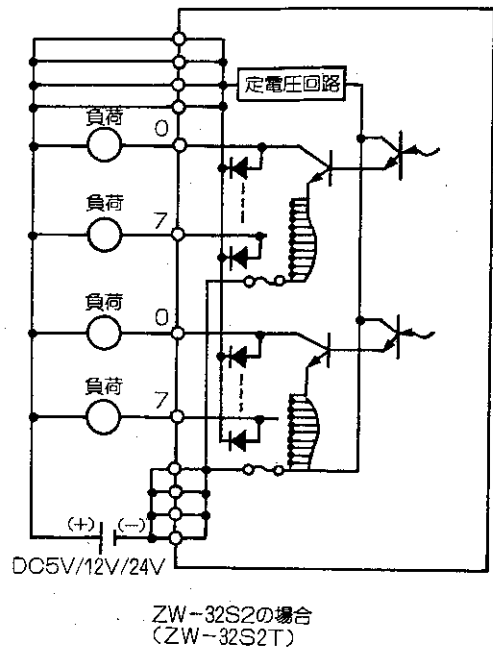 定電圧回路
負荷
0
負荷
7
負荷
0
負荷
7
(+) (-)
DC5V/12V/24V
ZW-32S2の場合
(ZW-32S2T)